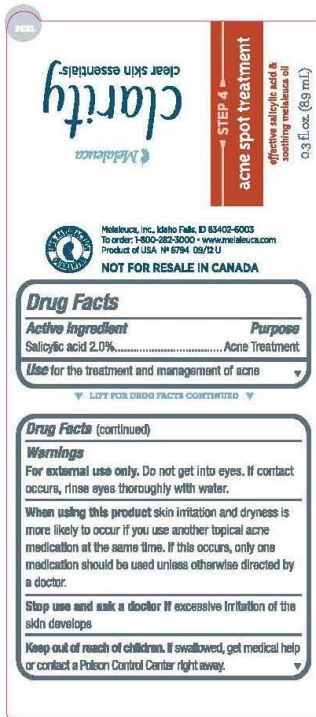 PEEL
Melaleuca
Clarity
clear skin essentials™
STEP 4
acne spot treatment
effective salicylic acid &
soothing melaleuca oil
0.3 fl. oz. (8.9 mL)
Melaleuca, Inc., Idaho Falls, ID 83402-6003
To order: 1-800-282-3000 • www.melaleuca.com
Product of USA Nº 5794 09/12 U
NOT FOR RESALE IN CANADA
Drug Facts
Active Ingredient Purpose
Salicylic acid 2.0%..............................Acne Treatment
Use for the treatment and management of acne ▼
▼ LIFT FOR DRUG FACTS CONTINUED ▼
Drug Facts (continued)
Warnings
For external use only. Do not get into eyes. If contact
occurs, rinse eyes thoroughly with water.
When using this product skin irritation and dryness is
more likely to occur if you use another topical acne
medication at the same time. If this occurs, only one
medication should be used unless otherwise directed by
a doctor.
Stop use and ask a doctor if excessive irritation of the
skin develops
Keep out of reach of children. If swallowed, get medical help
or contact a Poison Control Center right away. ▼